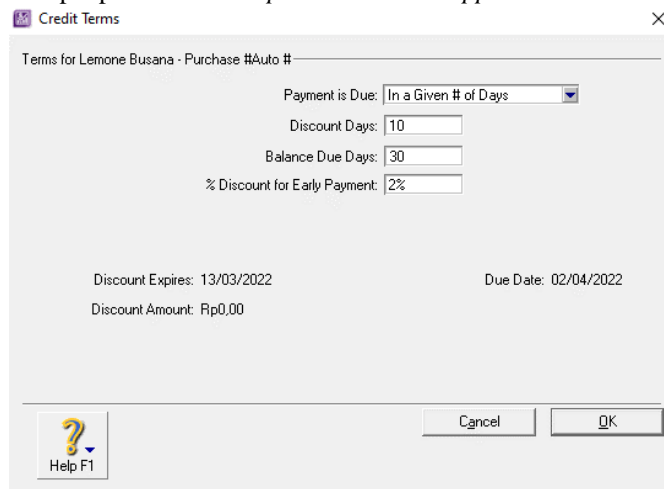 Credit Terms
Terms for Lemone Busana - Purchase #Auto #
Payment is Due: In a Given # of Days
Discount Days: 10
Balance Due Days: 30
% Discount for Early Payment: 2%
Discount Expires: 13/03/2022 Due Date: 02/04/2022
Discount Amount: Rp0,00
Cancel OK
Help F1